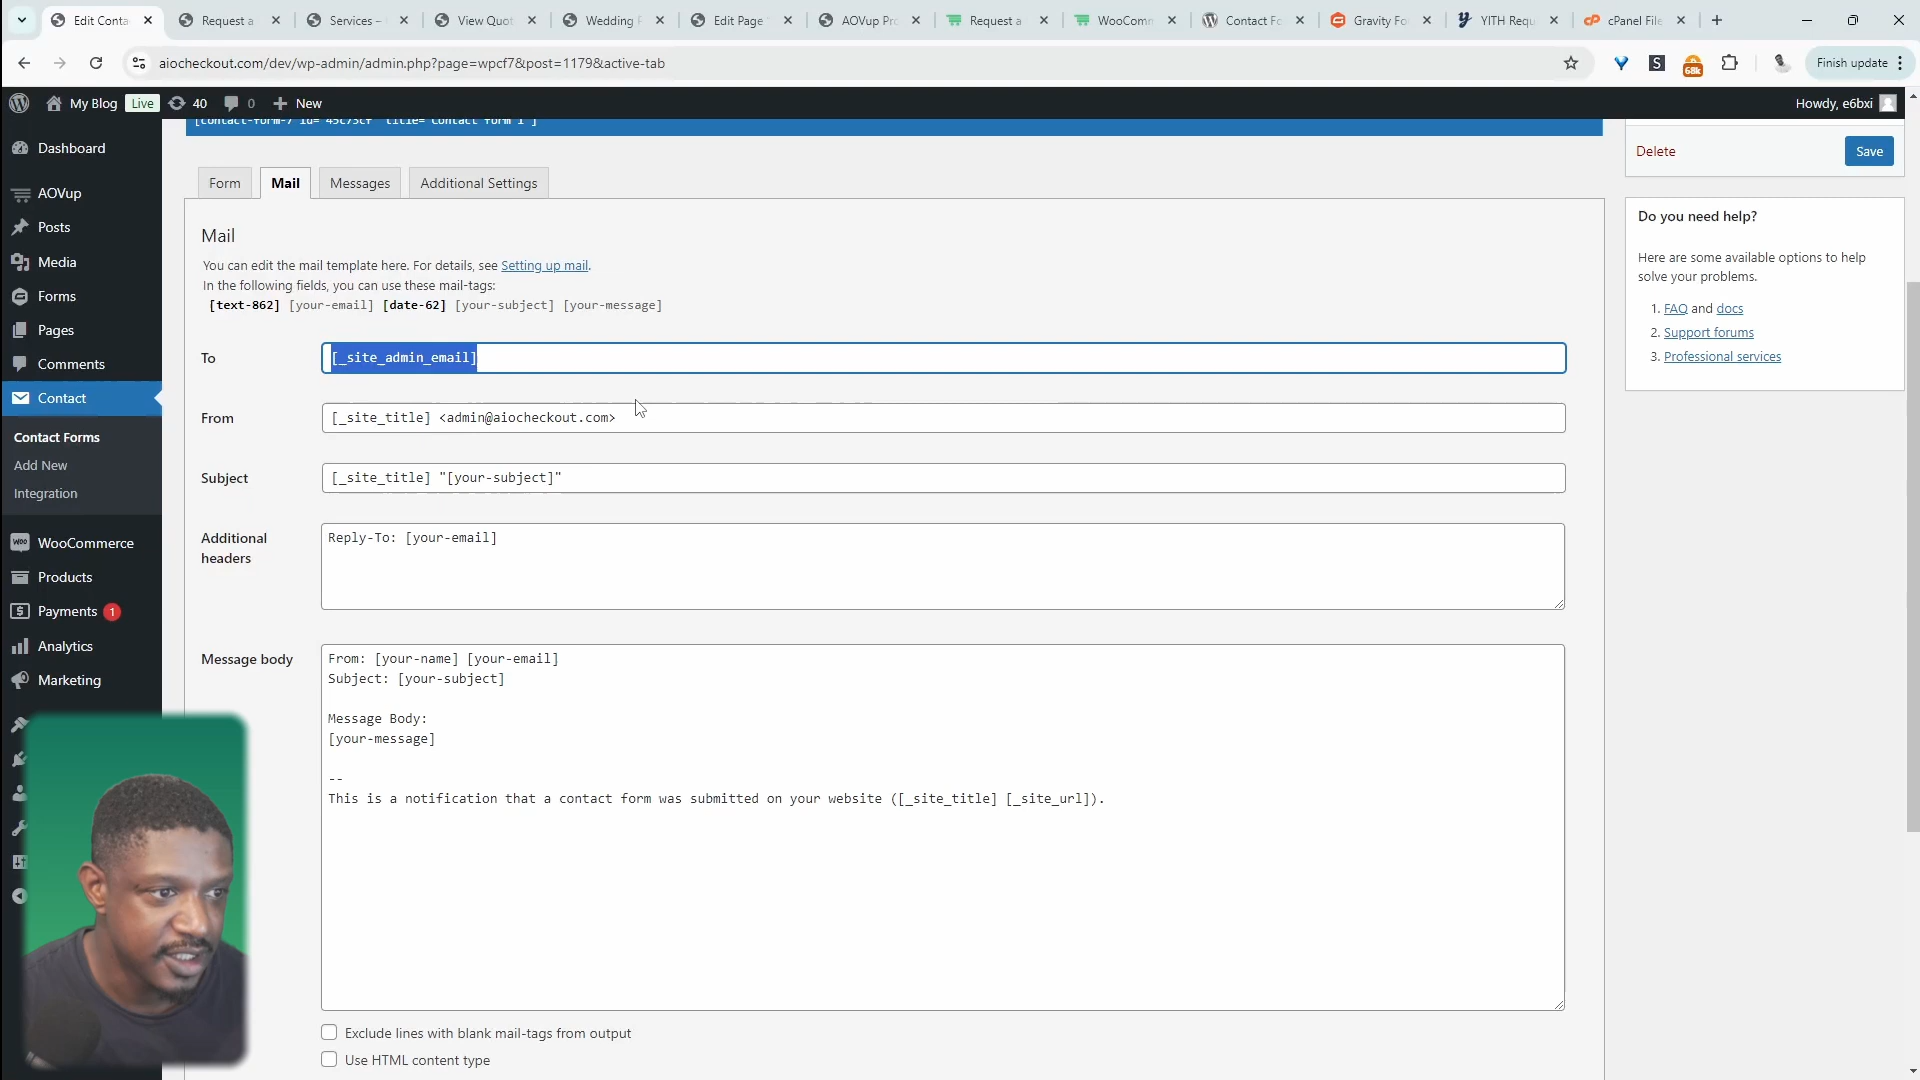 Edit Conta
Request a
Services –
View Quot
Wedding P
Edit Page
AOVup Pro
Request a
WooComm
Contact Fo
Gravity Fo
YITH Requ
cPanel File
aiocheckout.com/dev/wp-admin/admin.php?page=wpcf7&post=1179&active-tab
S
68k
Finish update
My Blog
Live
40
0
New
Howdy, e6bxi
Dashboard
AOVup
Posts
Media
Forms
Pages
Comments
Contact
Contact Forms
Add New
Integration
WooCommerce
Products
Payments 1
Analytics
Marketing
[contact-form-7 id="45c73cf" title="Contact form 1"]
Form
Mail
Messages
Additional Settings
Mail
You can edit the mail template here. For details, see Setting up mail.
In the following fields, you can use these mail-tags:
[text-862] [your-email] [date-62] [your-subject] [your-message]
To
[_site_admin_email]
From
[_site_title] <admin@aiocheckout.com>
Subject
[_site_title] "[your-subject]"
Additional
headers
Reply-To: [your-email]
Message body
From: [your-name] [your-email]
Subject: [your-subject]
Message Body:
[your-message]
--
This is a notification that a contact form was submitted on your website ([_site_title] [_site_url]).
Exclude lines with blank mail-tags from output
Use HTML content type
Delete
Save
Do you need help?
Here are some available options to help
solve your problems.
1. FAQ and docs
2. Support forums
3. Professional services